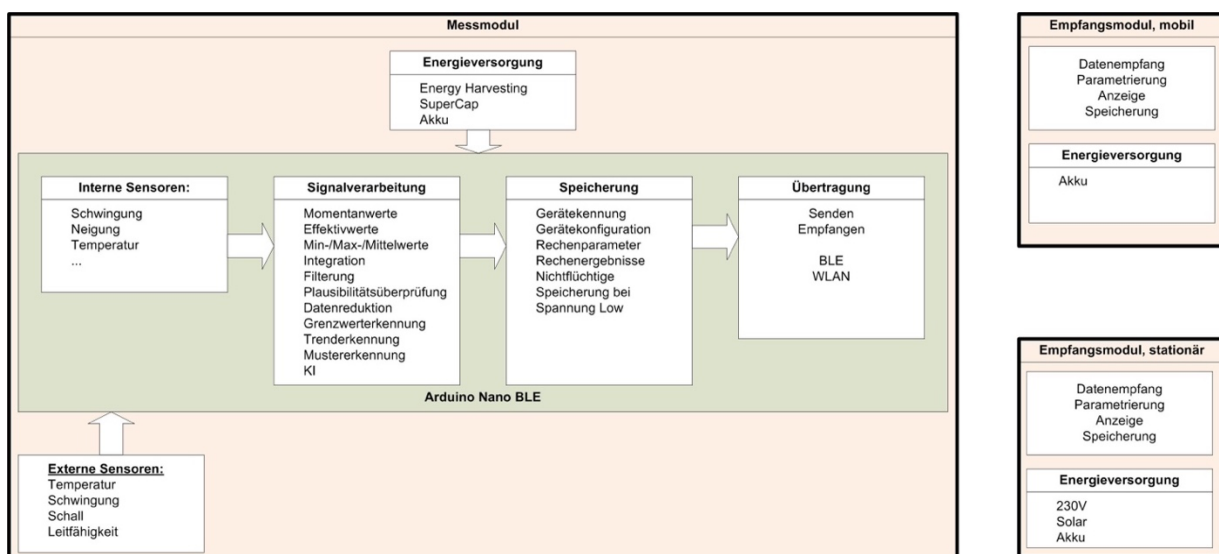 Messmodul
Energieversorgung
Energy Harvesting
SuperCap
Akku
Interne Sensoren:
Schwingung
Neigung
Temperatur
...
Signalverarbeitung
Momentanwerte
Effektivwerte
Min-/Max-/Mittelwerte
Integration
Filterung
Plausibilitätsüberprüfung
Datenreduktion
Grenzwerterkennung
Trenderkennung
Mustererkennung
KI
Speicherung
Gerätekennung
Gerätekonfiguration
Rechenparameter
Rechenergebnisse
Nichtflüchtige
Speicherung bei
Spannung Low
Übertragung
Senden
Empfangen
BLE
WLAN
Arduino Nano BLE
Externe Sensoren:
Temperatur
Schwingung
Schall
Leitfähigkeit
Empfangsmodul, mobil
Datenempfang
Parametrierung
Anzeige
Speicherung
Energieversorgung
Akku
Empfangsmodul, stationär
Datenempfang
Parametrierung
Anzeige
Speicherung
Energieversorgung
230V
Solar
Akku